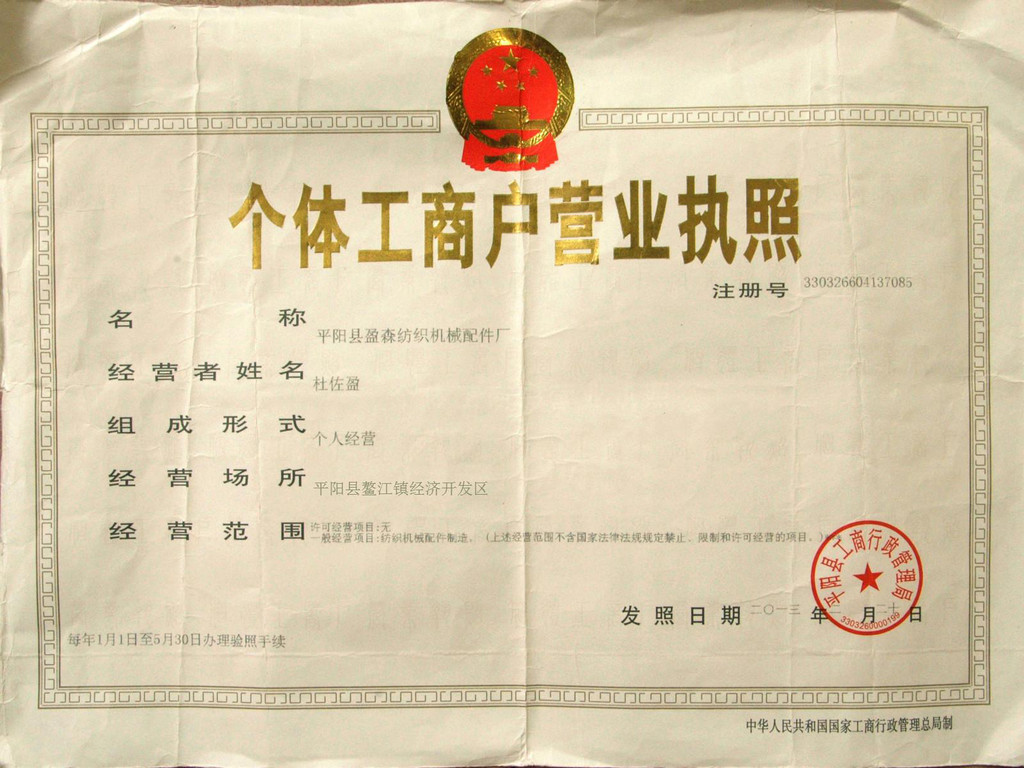 个体工商户营业执照
注册号 330326604137085
名称 平阳县盈森纺织机械配件厂
经营者姓名 杜佐盈
组成形式 个人经营
经营场所 平阳县鳌江镇经济开发区
经营范围 许可经营项目:无
一般经营项目:纺织机械配件制造。(上述经营范围不含国家法律法规规定禁止、限制和许可经营的项目。)
平阳县工商行政管理局
3303260000199
发照日期 二〇一三年 月 日
每年1月1日至5月30日办理验照手续
中华人民共和国国家工商行政管理总局制